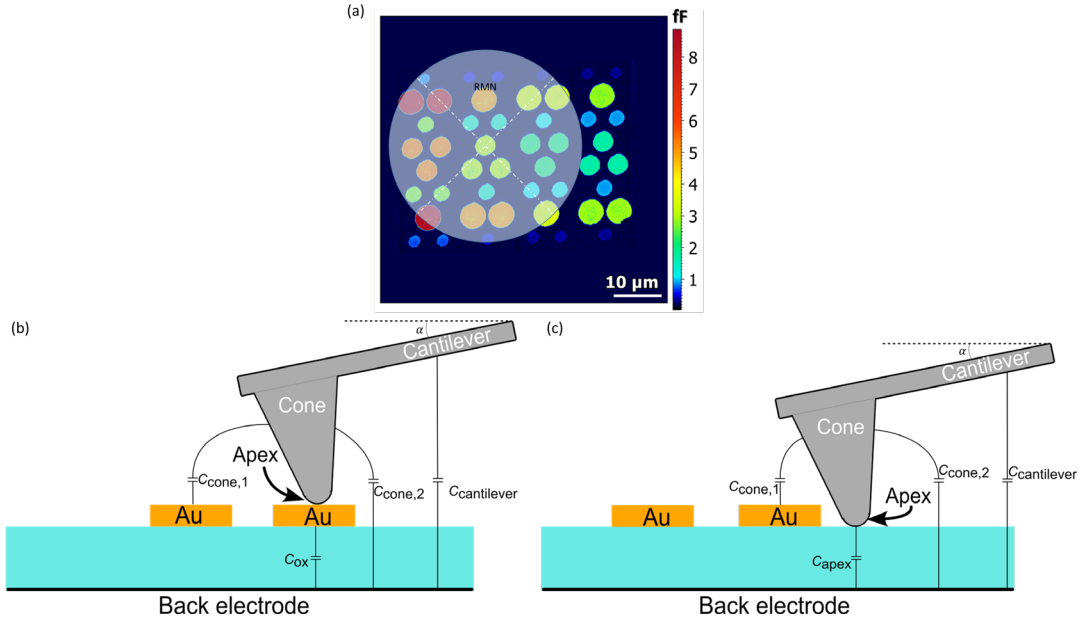 (a)
fF
8
7
6
5
4
3
2
1
RMN
10 µm
(b)
α
Cantilever
Cone
Apex
Ccone,1
Ccone,2
Ccantilever
Au
Au
Cox
Back electrode
(c)
α
Cantilever
Cone
Ccone,1
Ccone,2
Ccantilever
Apex
Au
Au
Capex
Back electrode